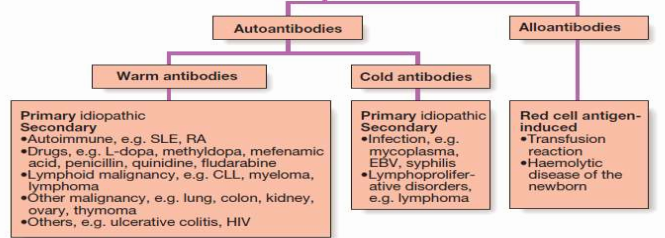 Autoantibodies
Alloantibodies
Warm antibodies
Cold antibodies
Primary idiopathic
Secondary
•Autoimmune, e.g. SLE, RA
•Drugs, e.g. L-dopa, methyldopa, mefenamic
acid, penicillin, quinidine, fludarabine
•Lymphoid malignancy, e.g. CLL, myeloma,
lymphoma
•Other malignancy, e.g. lung, colon, kidney,
ovary, thymoma
•Others, e.g. ulcerative colitis, HIV
Primary idiopathic
Secondary
•Infection, e.g.
mycoplasma,
EBV, syphilis
•Lymphoprolifer-
ative disorders,
e.g. lymphoma
Red cell antigen-
induced
•Transfusion
reaction
•Haemolytic
disease of the
newborn